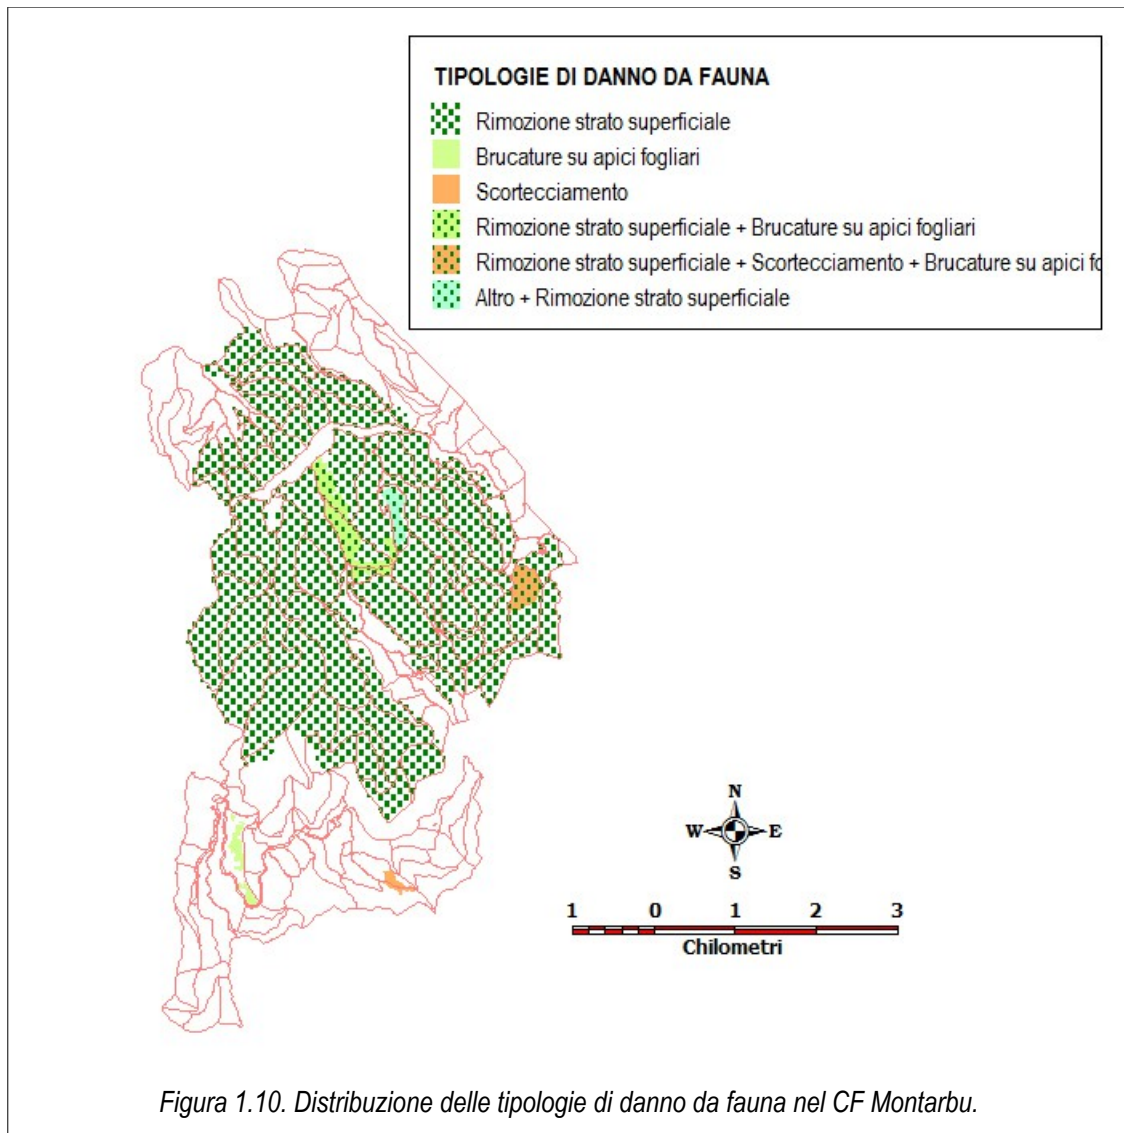 TIPOLOGIE DI DANNO DA FAUNA
Rimozione strato superficiale
Brucature su apici fogliari
Scortecciamento
Rimozione strato superficiale + Brucature su apici fogliari
Rimozione strato superficiale + Scortecciamento + Brucature su apici fo
Altro + Rimozione strato superficiale
N
W E
S
1 0 1 2 3
Chilometri
Figura 1.10. Distribuzione delle tipologie di danno da fauna nel CF Montarbu.